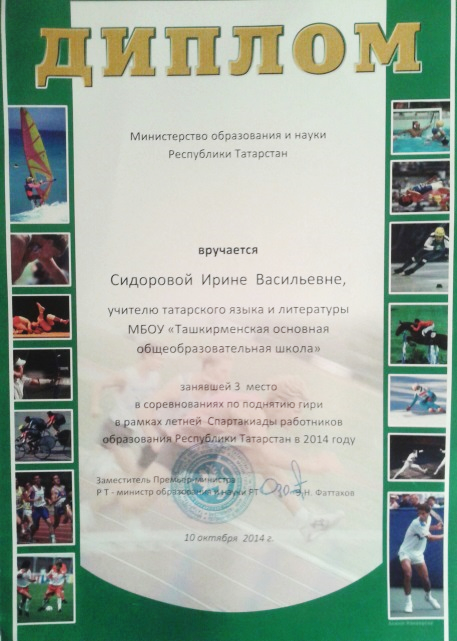 ДИПЛОМ
Министерство образования и науки
Республики Татарстан
вручается
Сидоровой Ирине Васильевне,
учителю татарского языка и литературы
МБОУ «Ташкирменская основная
общеобразовательная школа»
занявшей 3 место
в соревнованиях по поднятию гири
в рамках летней Спартакиады работников
образования Республики Татарстан в 2014 году
Заместитель Премьер-министра
РТ - министр образования и науки РТ Э.Н. Фаттахов
10 октября 2014 г.